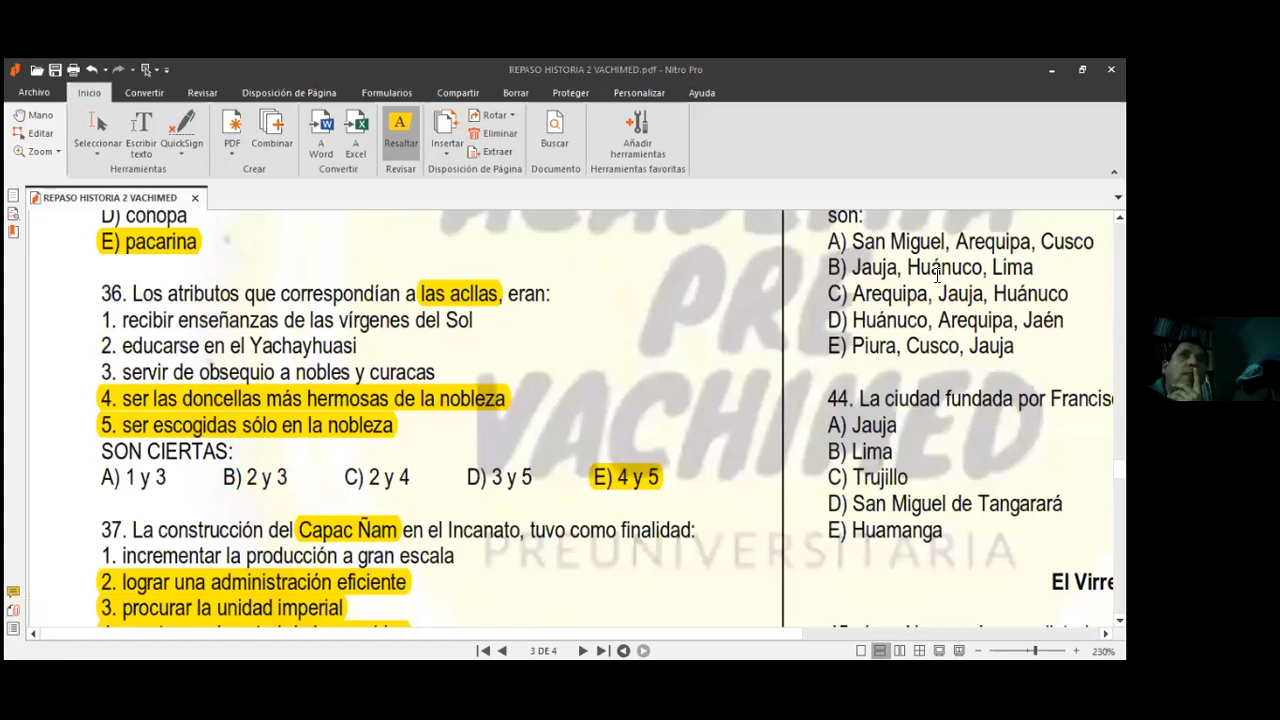 REPASO HISTORIA 2 VACHIMED.pdf - Nitro Pro
Archivo Inicio Convertir Revisar Disposición de Página Formularios Compartir Borrar Proteger Personalizar Ayuda
Mano
Editar
Zoom
Seleccionar
Escribir texto
QuickSign
Herramientas
PDF
Combinar
Crear
A Word
A Excel
Convertir
Resaltar
Revisar
Insertar
Rotar
Eliminar
Extraer
Disposición de Página
Buscar
Documento
Añadir herramientas
Herramientas favoritas
REPASO HISTORIA 2 VACHIMED
D) conopa
E) pacarina
36. Los atributos que correspondían a las acllas, eran:
1. recibir enseñanzas de las vírgenes del Sol
2. educarse en el Yachayhuasi
3. servir de obsequio a nobles y curacas
4. ser las doncellas más hermosas de la nobleza
5. ser escogidas sólo en la nobleza
SON CIERTAS:
A) 1 y 3 B) 2 y 3 C) 2 y 4 D) 3 y 5 E) 4 y 5
37. La construcción del Capac Ñam en el Incanato, tuvo como finalidad:
1. incrementar la producción a gran escala
2. lograr una administración eficiente
3. procurar la unidad imperial
son:
A) San Miguel, Arequipa, Cusco
B) Jauja, Huánuco, Lima
C) Arequipa, Jauja, Huánuco
D) Huánuco, Arequipa, Jaén
E) Piura, Cusco, Jauja
44. La ciudad fundada por Francisc
A) Jauja
B) Lima
C) Trujillo
D) San Miguel de Tangarará
E) Huamanga
El Virre
ACADEMIA
PRE
VACHIMED
PREUNIVERSITARIA
3 DE 4
230%